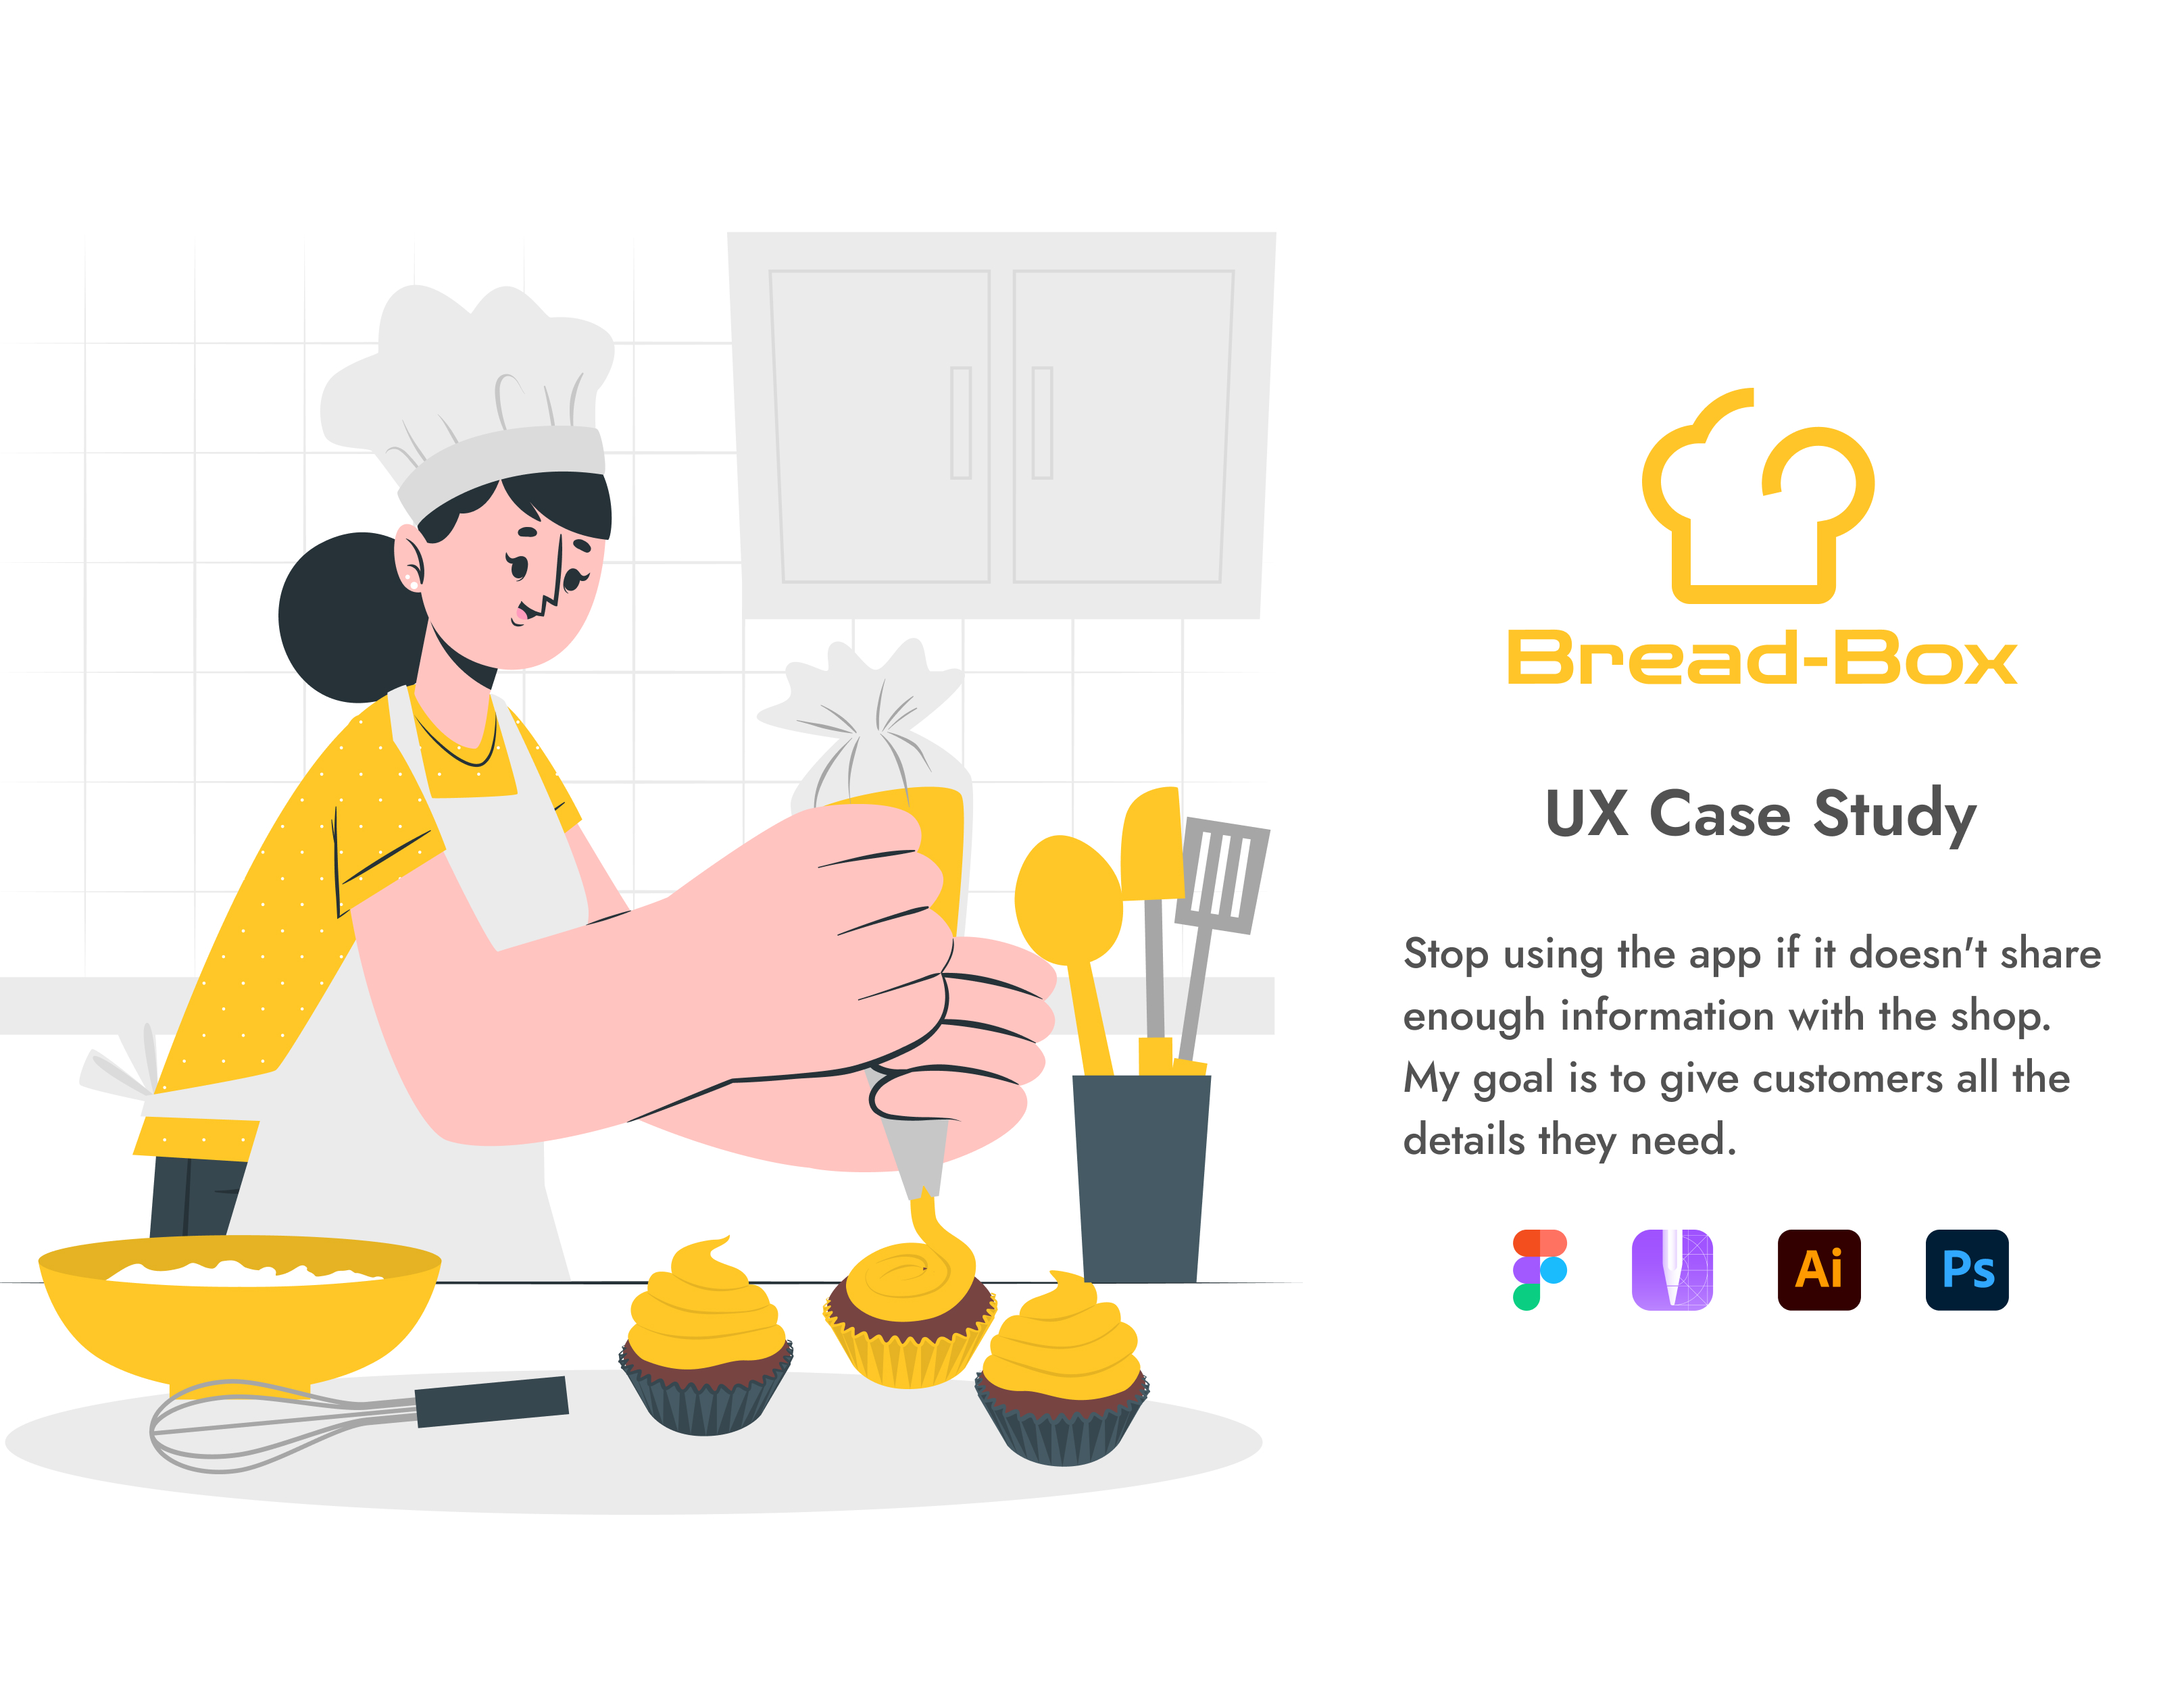 Bread-Box
UX Case Study
Stop using the app if it doesn't share
enough information with the shop.
My goal is to give customers all the
details they need.
Ai
Ps